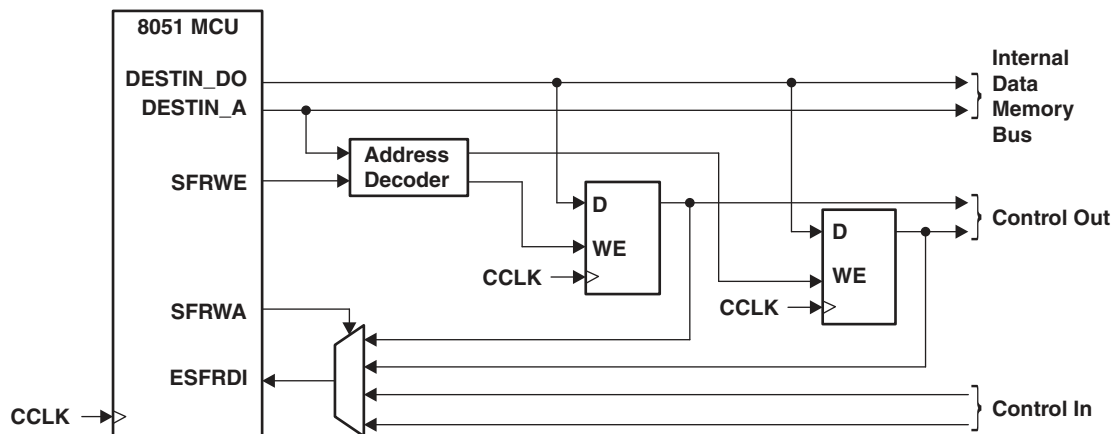 8051 MCU
DESTIN_DO
DESTIN_A
SFRWE
SFRWA
ESFRDI
CCLK
Address
Decoder
D
WE
CCLK
D
WE
CCLK
Internal
Data
Memory
Bus
Control Out
Control In